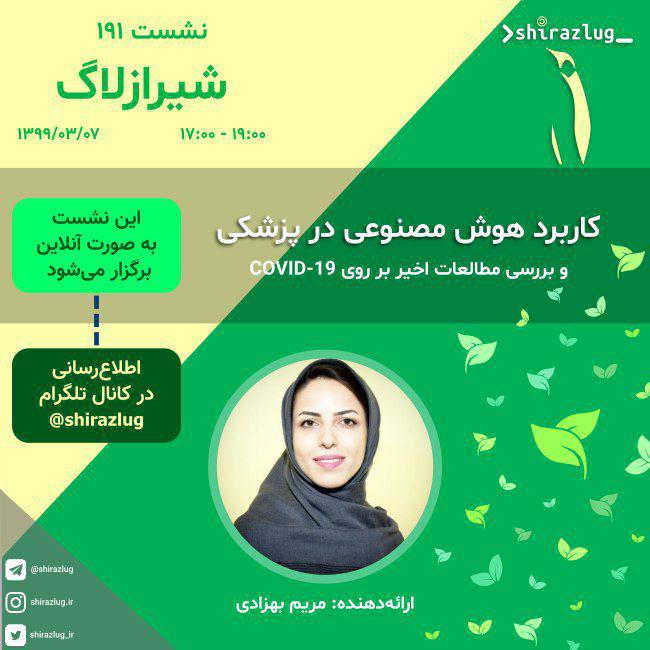 نشست ۱۹۱
شیرازلاگ
۱۳۹۹/۰۳/۰۷
۱۷:۰۰ - ۱۹:۰۰
shirazlug_
این نشست
به صورت آنلاین
برگزار می‌شود
کاربرد هوش مصنوعی در پزشکی
و بررسی مطالعات اخیر بر روی COVID-19
اطلاع‌رسانی
در کانال تلگرام
@shirazlug
ارائه‌دهنده: مریم بهزادی
@shirazlug
shirazlug.ir
shirazlug_ir